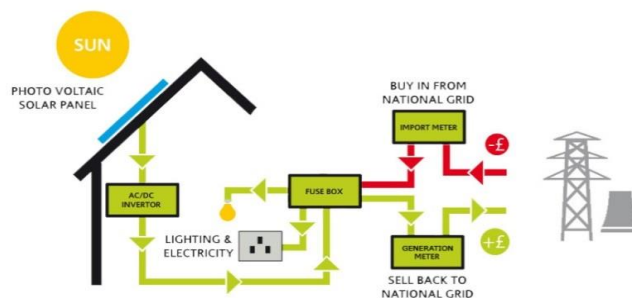 SUN
PHOTO VOLTAIC
SOLAR PANEL
BUY IN FROM
NATIONAL GRID
IMPORT METER
-£
AC/DC
INVERTOR
FUSE BOX
LIGHTING &
ELECTRICITY
GENERATION
METER
+£
SELL BACK TO
NATIONAL GRID